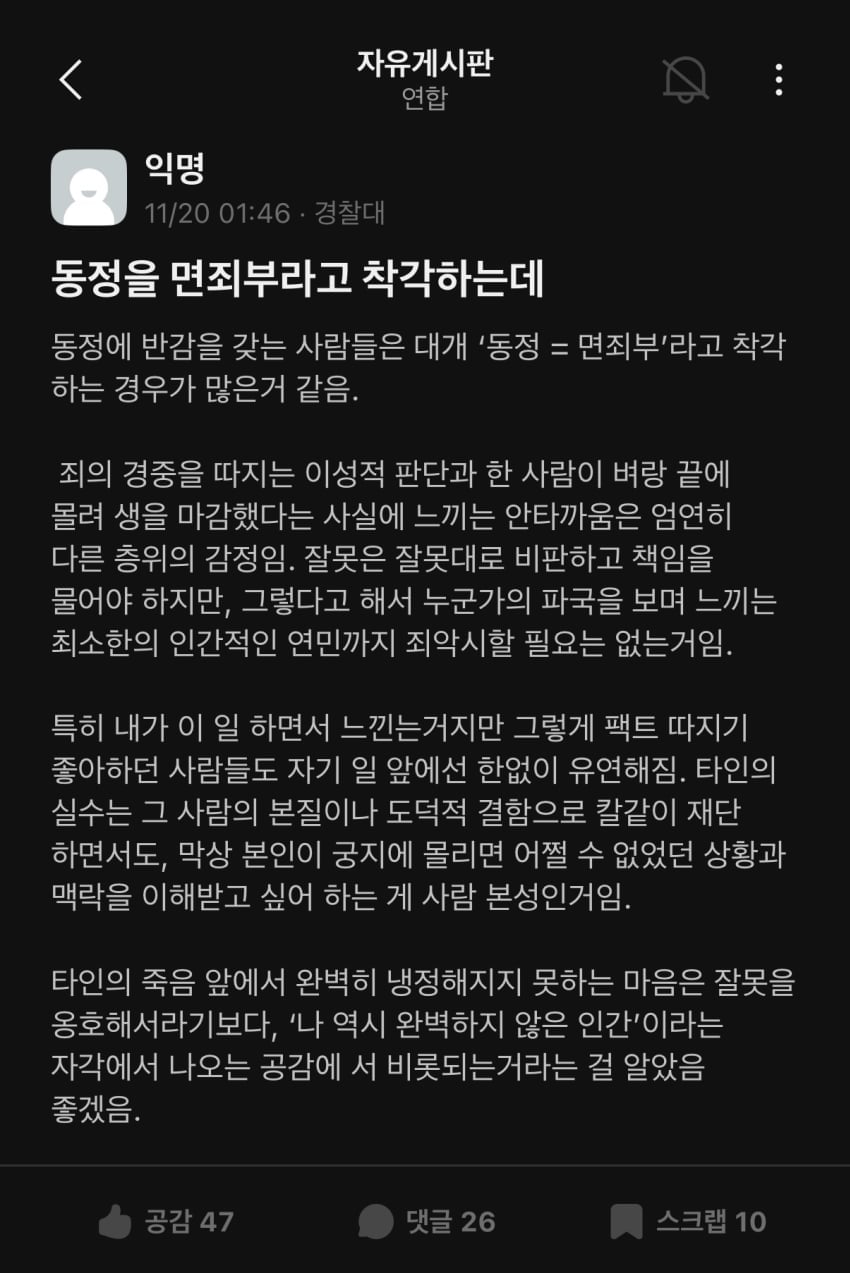 자유게시판
연합
익명
11/20 01:46 · 경찰대
동정을 면죄부라고 착각하는데
동정에 반감을 갖는 사람들은 대개 ‘동정 = 면죄부’라고 착각
하는 경우가 많은거 같음.
죄의 경중을 따지는 이성적 판단과 한 사람이 벼랑 끝에
몰려 생을 마감했다는 사실에 느끼는 안타까움은 엄연히
다른 층위의 감정임. 잘못은 잘못대로 비판하고 책임을
물어야 하지만, 그렇다고 해서 누군가의 파국을 보며 느끼는
최소한의 인간적인 연민까지 죄악시할 필요는 없는거임.
특히 내가 이 일 하면서 느낀는거지만 그렇게 팩트 따지기
좋아하던 사람들도 자기 일 앞에선 한없이 유연해짐. 타인의
실수는 그 사람의 본질이나 도덕적 결함으로 칼같이 재단
하면서도, 막상 본인이 궁지에 몰리면 어쩔 수 없었던 상황과
맥락을 이해받고 싶어 하는 게 사람 본성인거임.
타인의 죽음 앞에서 완벽히 냉정해지지 못하는 마음은 잘못을
옹호해서라기보다, ‘나 역시 완벽하지 않은 인간’이라는
자각에서 나오는 공감에 서 비롯되는거라는 걸 알았음
좋겠음.
공감 47 댓글 26 스크랩 10